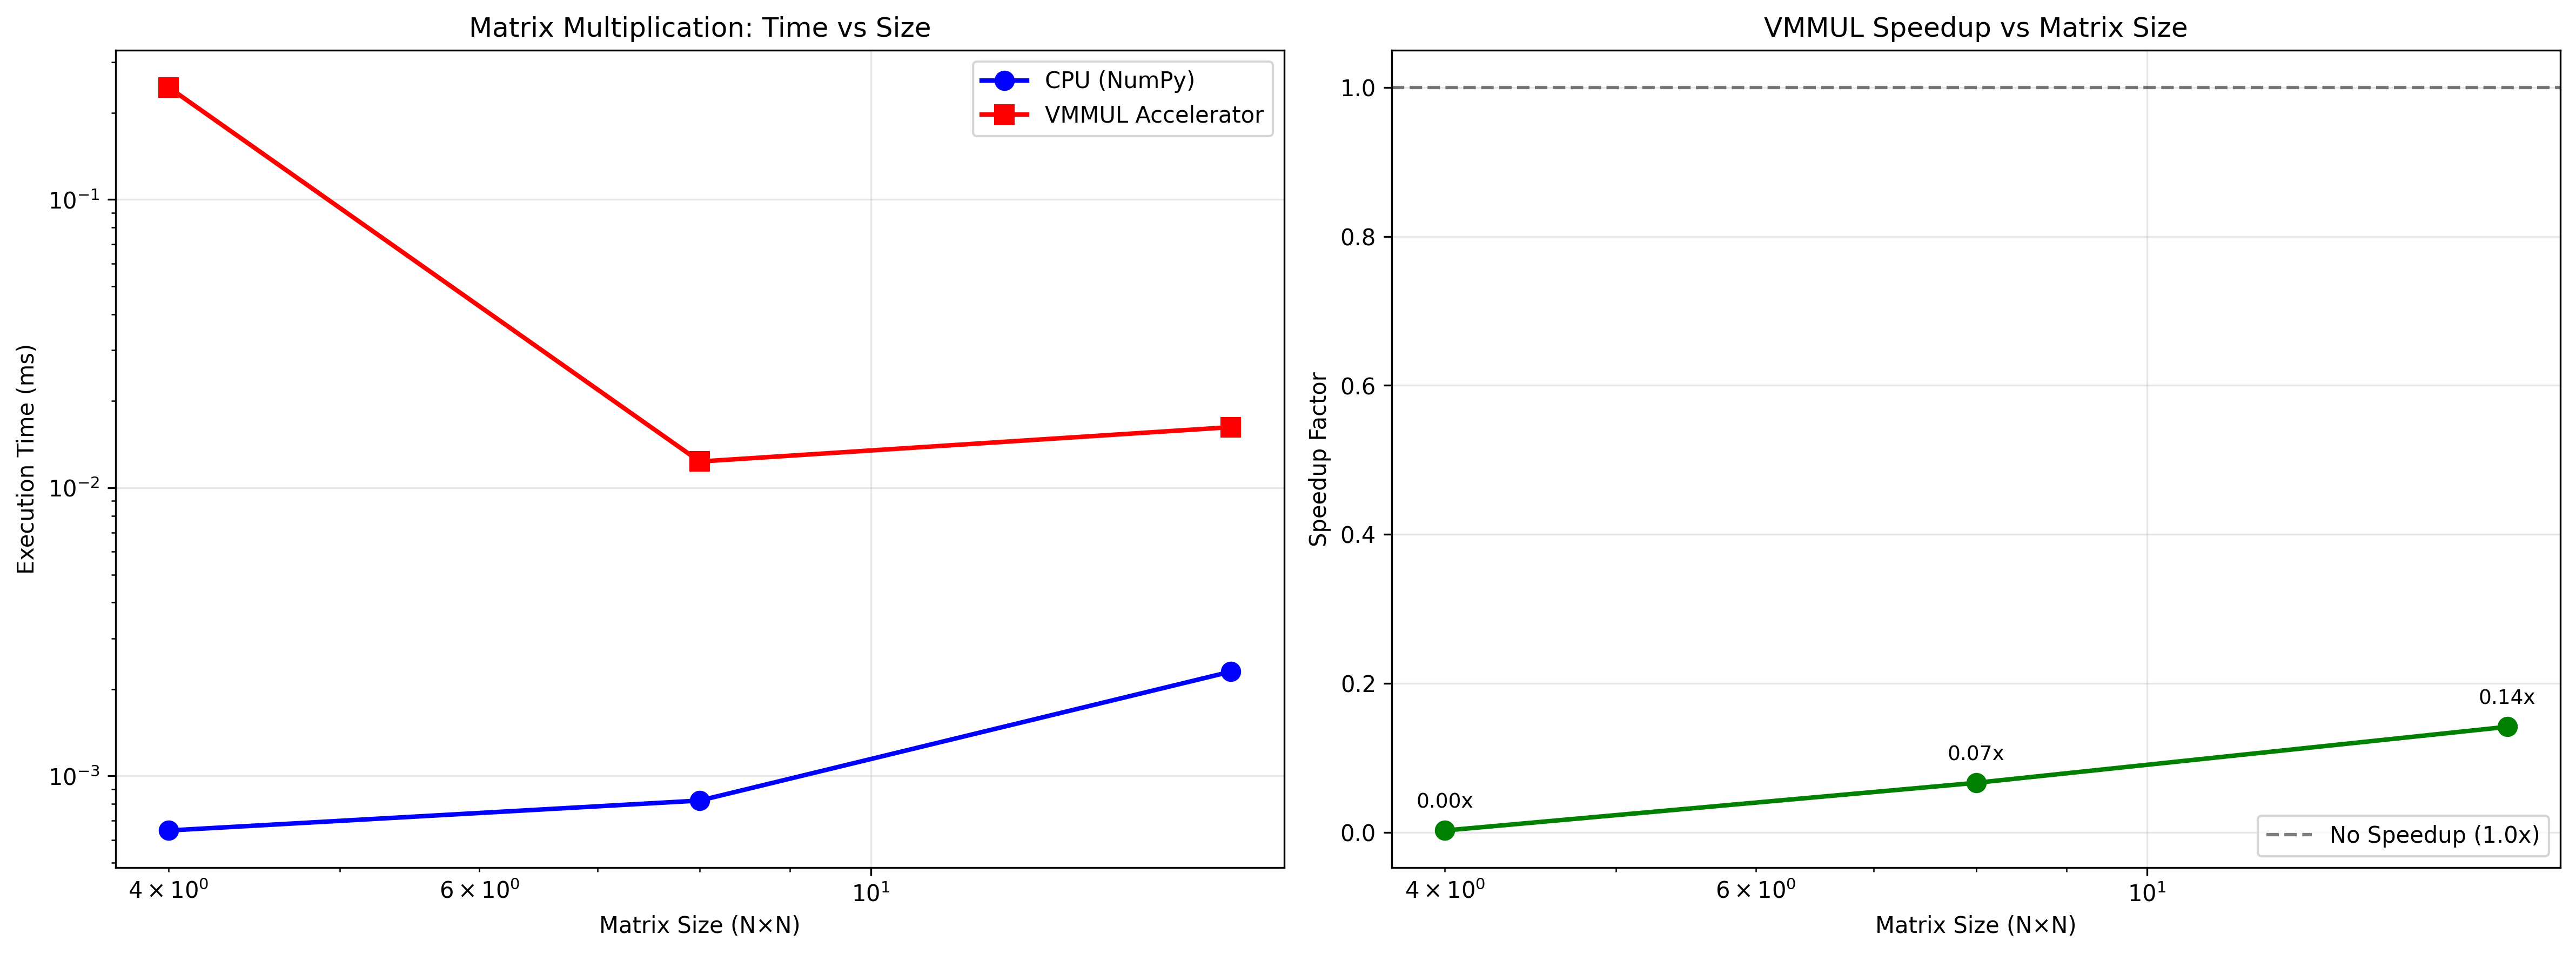 Matrix Multiplication: Time vs Size
CPU (NumPy)
VMMUL Accelerator
Execution Time (ms)
10⁻¹
10⁻²
10⁻³
4 × 10⁰
6 × 10⁰
10¹
Matrix Size (N×N)
VMMUL Speedup vs Matrix Size
Speedup Factor
1.0
0.8
0.6
0.4
0.2
0.0
0.00x
0.07x
0.14x
No Speedup (1.0x)
4 × 10⁰
6 × 10⁰
10¹
Matrix Size (N×N)